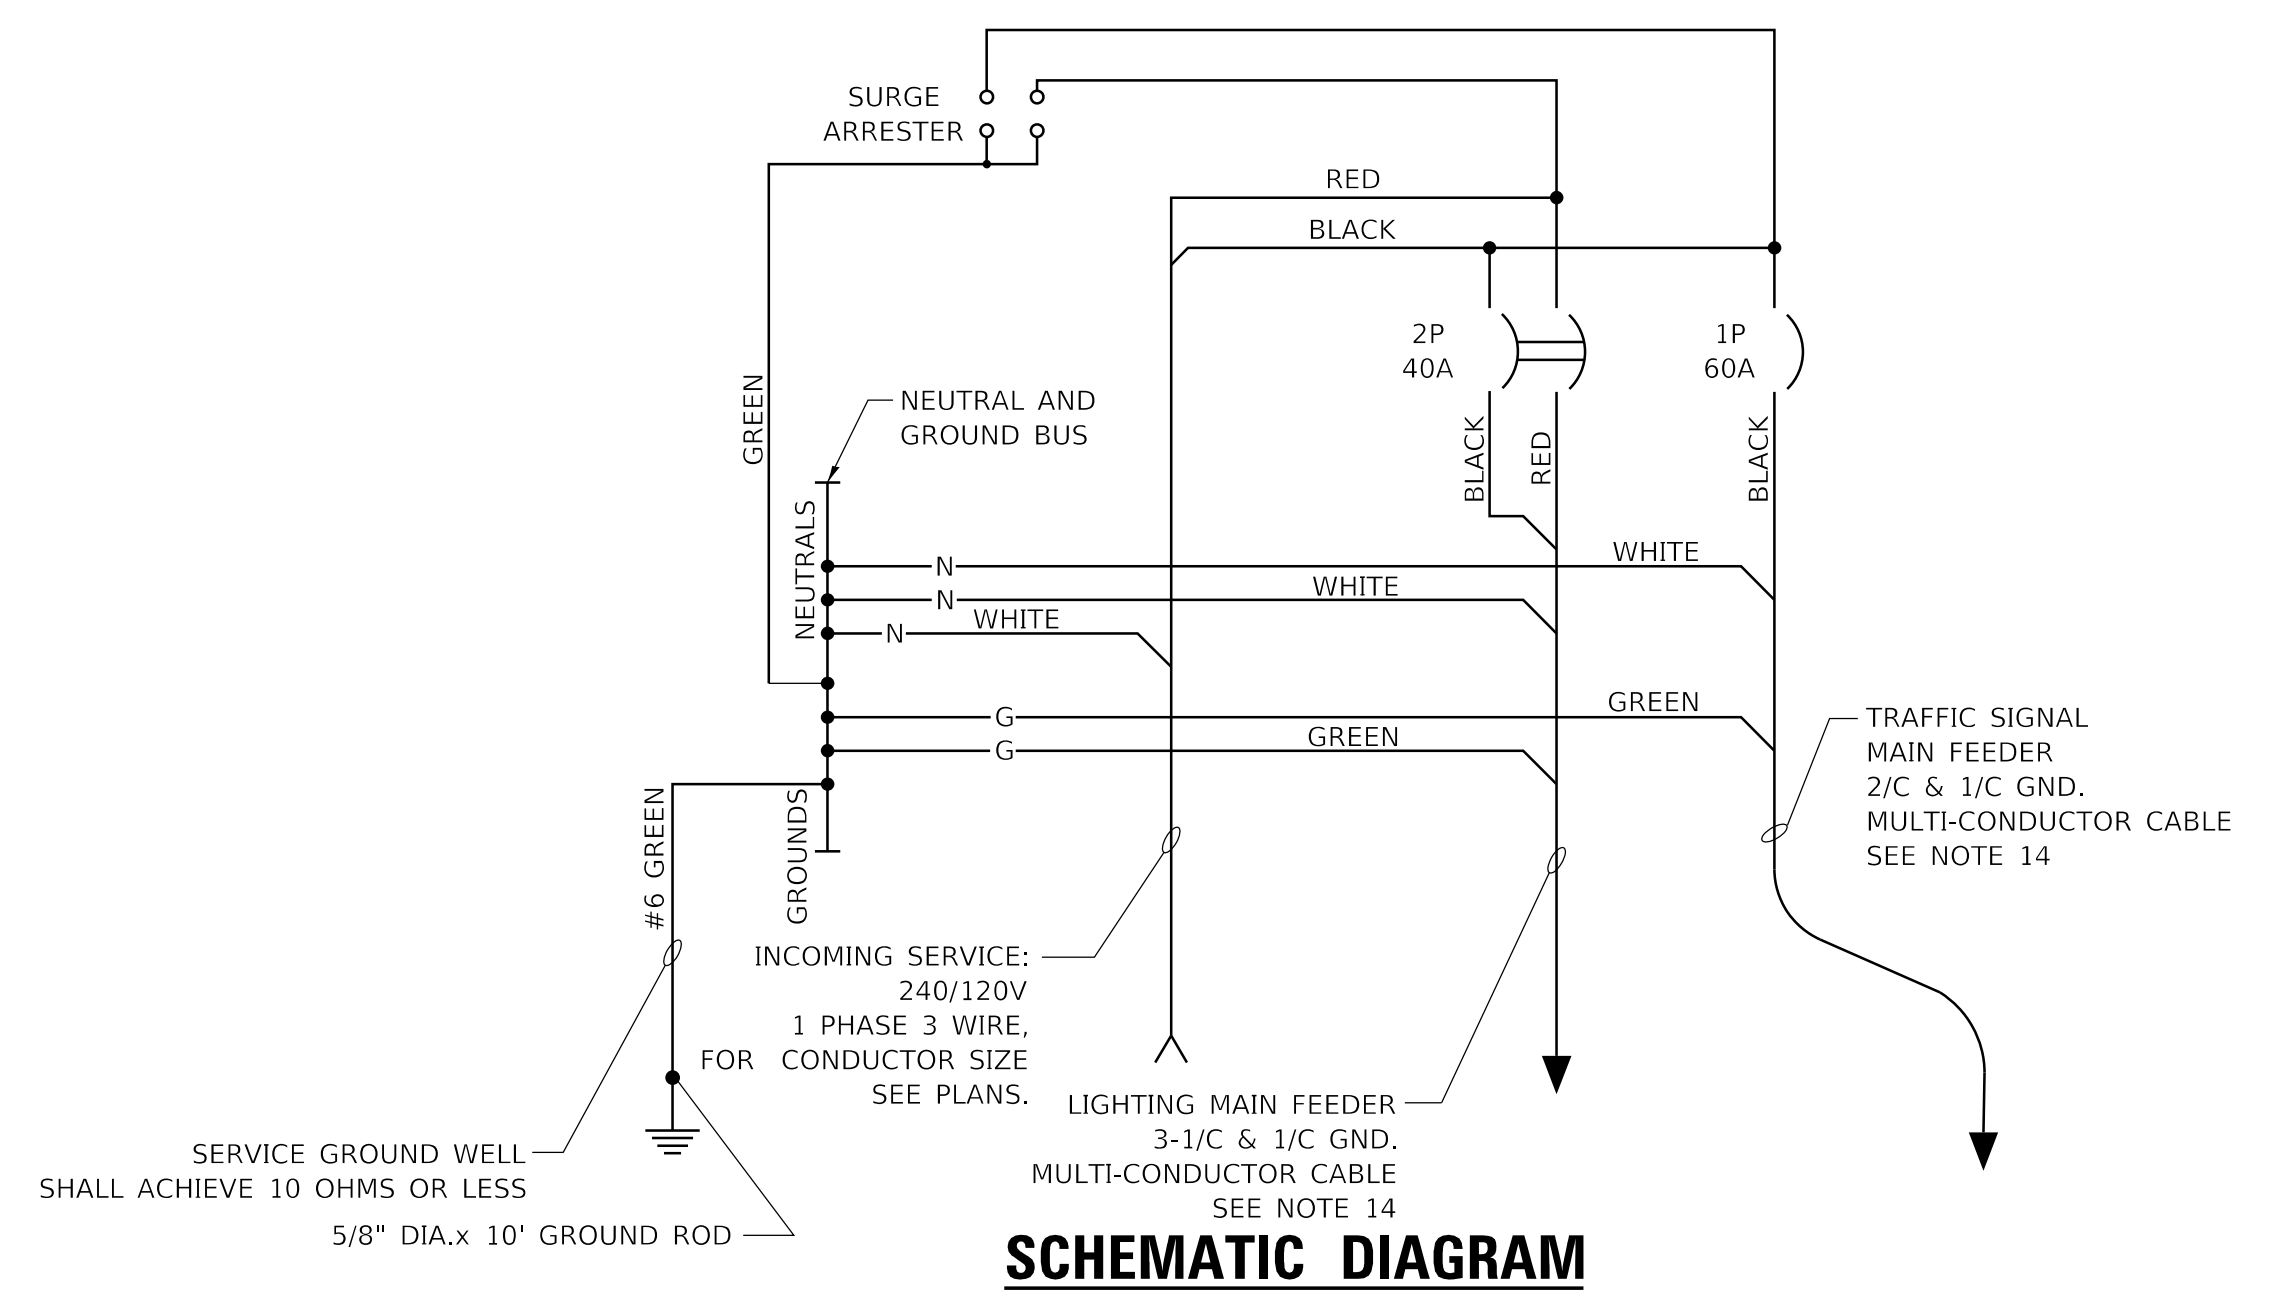 SURGE
ARRESTER
RED
BLACK
2P
40A
1P
60A
GREEN
NEUTRAL AND
GROUND BUS
BLACK
RED
BLACK
NEUTRALS
N
WHITE
N
WHITE
N
WHITE
G
GREEN
G
GREEN
#6 GREEN
GROUNDS
TRAFFIC SIGNAL
MAIN FEEDER
2/C & 1/C GND.
MULTI-CONDUCTOR CABLE
SEE NOTE 14
INCOMING SERVICE:
240/120V
1 PHASE 3 WIRE,
FOR CONDUCTOR SIZE
SEE PLANS.
LIGHTING MAIN FEEDER
3-1/C & 1/C GND.
MULTI-CONDUCTOR CABLE
SEE NOTE 14
SERVICE GROUND WELL
SHALL ACHIEVE 10 OHMS OR LESS
5/8" DIA.x 10' GROUND ROD
SCHEMATIC DIAGRAM